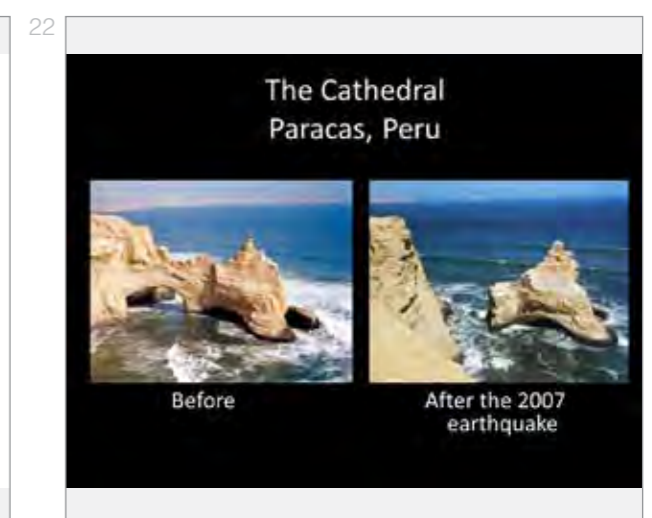 22
The Cathedral
Paracas, Peru
Before
After the 2007
earthquake